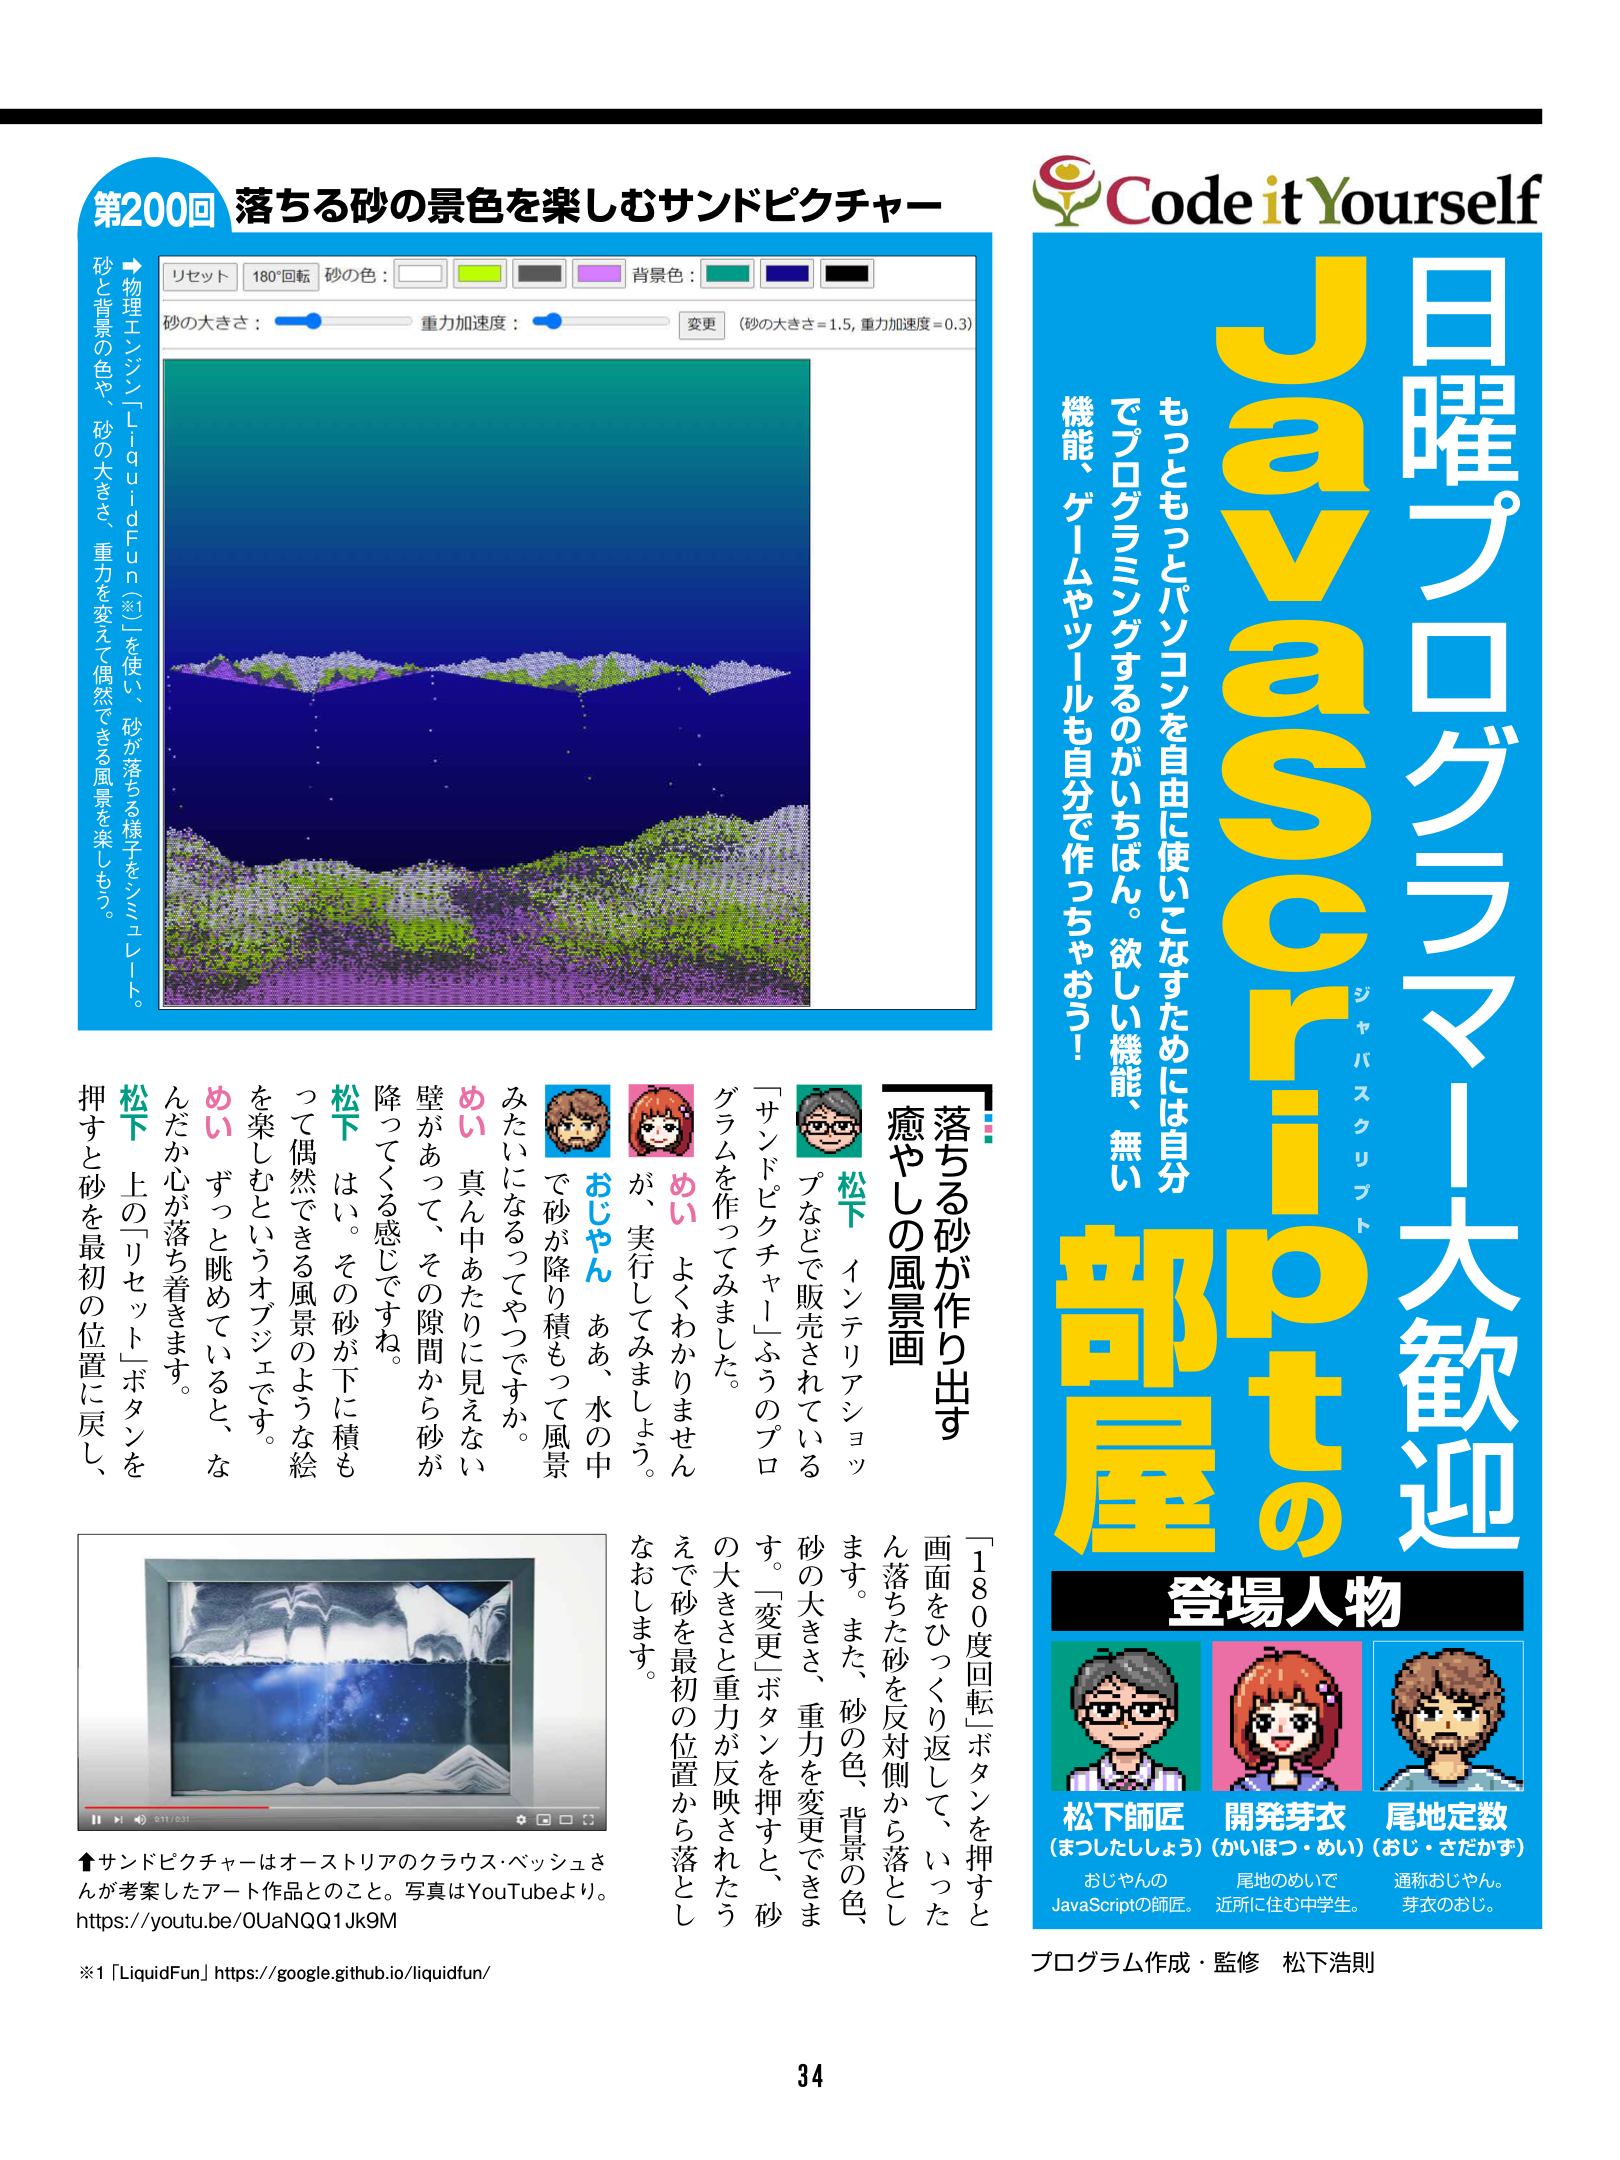 Code it Yourself
日曜プログラマー大歓迎
JavaScriptの
ジャバスクリプト
部屋
もっともっとパソコンを自由に使いこなすためには自分
でプログラミングするのがいちばん。欲しい機能、無い
機能、ゲームやツールも自分で作っちゃおう！
登場人物
松下師匠
（まつしたししょう）
おじやんの
JavaScriptの師匠。
開発芽衣
（かいほつ・めい）
尾地のめいで
近所に住む中学生。
尾地定数
（おじ・さだかず）
通称おじやん。
芽衣のおじ。
プログラム作成・監修　松下浩則
第200回
落ちる砂の景色を楽しむサンドピクチャー
リセット 180°回転 砂の色： 背景色：
砂の大きさ： 重力加速度： 変更 （砂の大きさ＝1.5, 重力加速度＝0.3）
➡物理エンジン「LiquidFun（※1）」を使い、砂が落ちる様子をシミュレート。
砂と背景の色や、砂の大きさ、重力を変えて偶然できる風景を楽しもう。
落ちる砂が作り出す
癒やしの風景画
松下　インテリアショッ
プなどで販売されている
「サンドピクチャー」ふうのプロ
グラムを作ってみました。
めい　よくわかりません
が、実行してみましょう。
おじやん　ああ、水の中
で砂が降り積もって風景
みたいになるってやつですか。
めい　真ん中あたりに見えない
壁があって、その隙間から砂が
降ってくる感じですね。
松下　はい。その砂が下に積も
って偶然できる風景のような絵
を楽しむというオブジェです。
めい　ずっと眺めていると、な
んだか心が落ち着きます。
松下　上の「リセット」ボタンを
押すと砂を最初の位置に戻し、
「180度回転」ボタンを押すと
画面をひっくり返して、いった
ん落ちた砂を反対側から落とし
ます。また、砂の色、背景の色、
砂の大きさ、重力を変更できま
す。「変更」ボタンを押すと、砂
の大きさと重力が反映されたう
えで砂を最初の位置から落とし
なおします。
0:11 / 0:31
⬆サンドピクチャーはオーストリアのクラウス・ベッシュさ
んが考案したアート作品とのこと。写真はYouTubeより。
https://youtu.be/0UaNQQ1Jk9M
※1「LiquidFun」https://google.github.io/liquidfun/
34